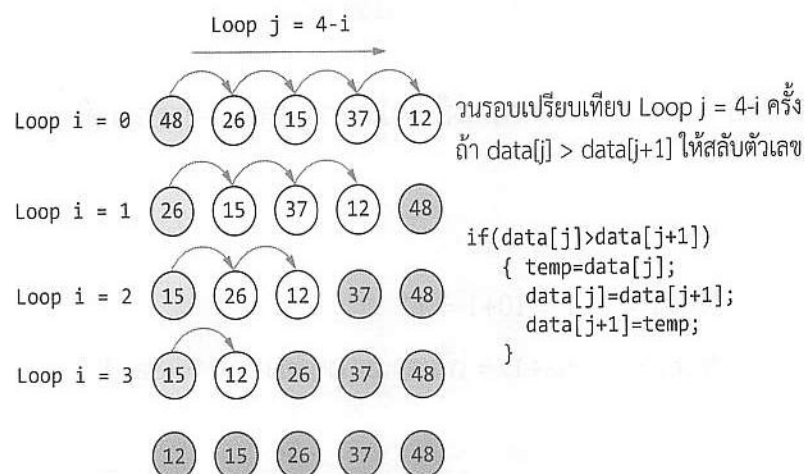 Loop j = 4-i
Loop i = 0 48 26 15 37 12
วนรอบเปรียบเทียบ Loop j = 4-i ครั้ง
ถ้า data[j] > data[j+1] ให้สลับตัวเลข
Loop i = 1 26 15 37 12 48
if(data[j]>data[j+1])
{ temp=data[j];
Loop i = 2 15 26 12 37 48
data[j]=data[j+1];
data[j+1]=temp;
}
Loop i = 3 15 12 26 37 48
12 15 26 37 48